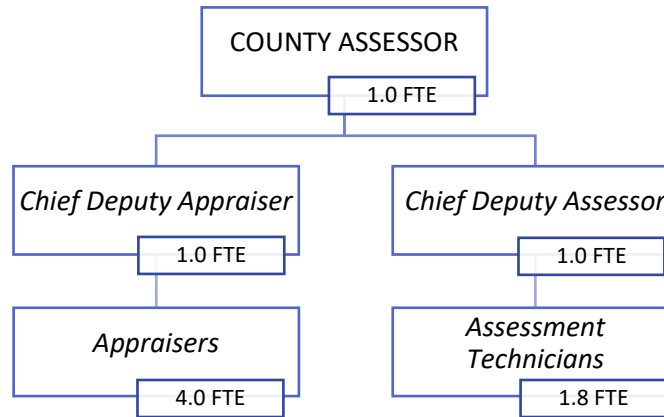 COUNTY ASSESSOR
1.0 FTE
Chief Deputy Appraiser
1.0 FTE
Chief Deputy Assessor
1.0 FTE
Appraisers
4.0 FTE
Assessment
Technicians
1.8 FTE